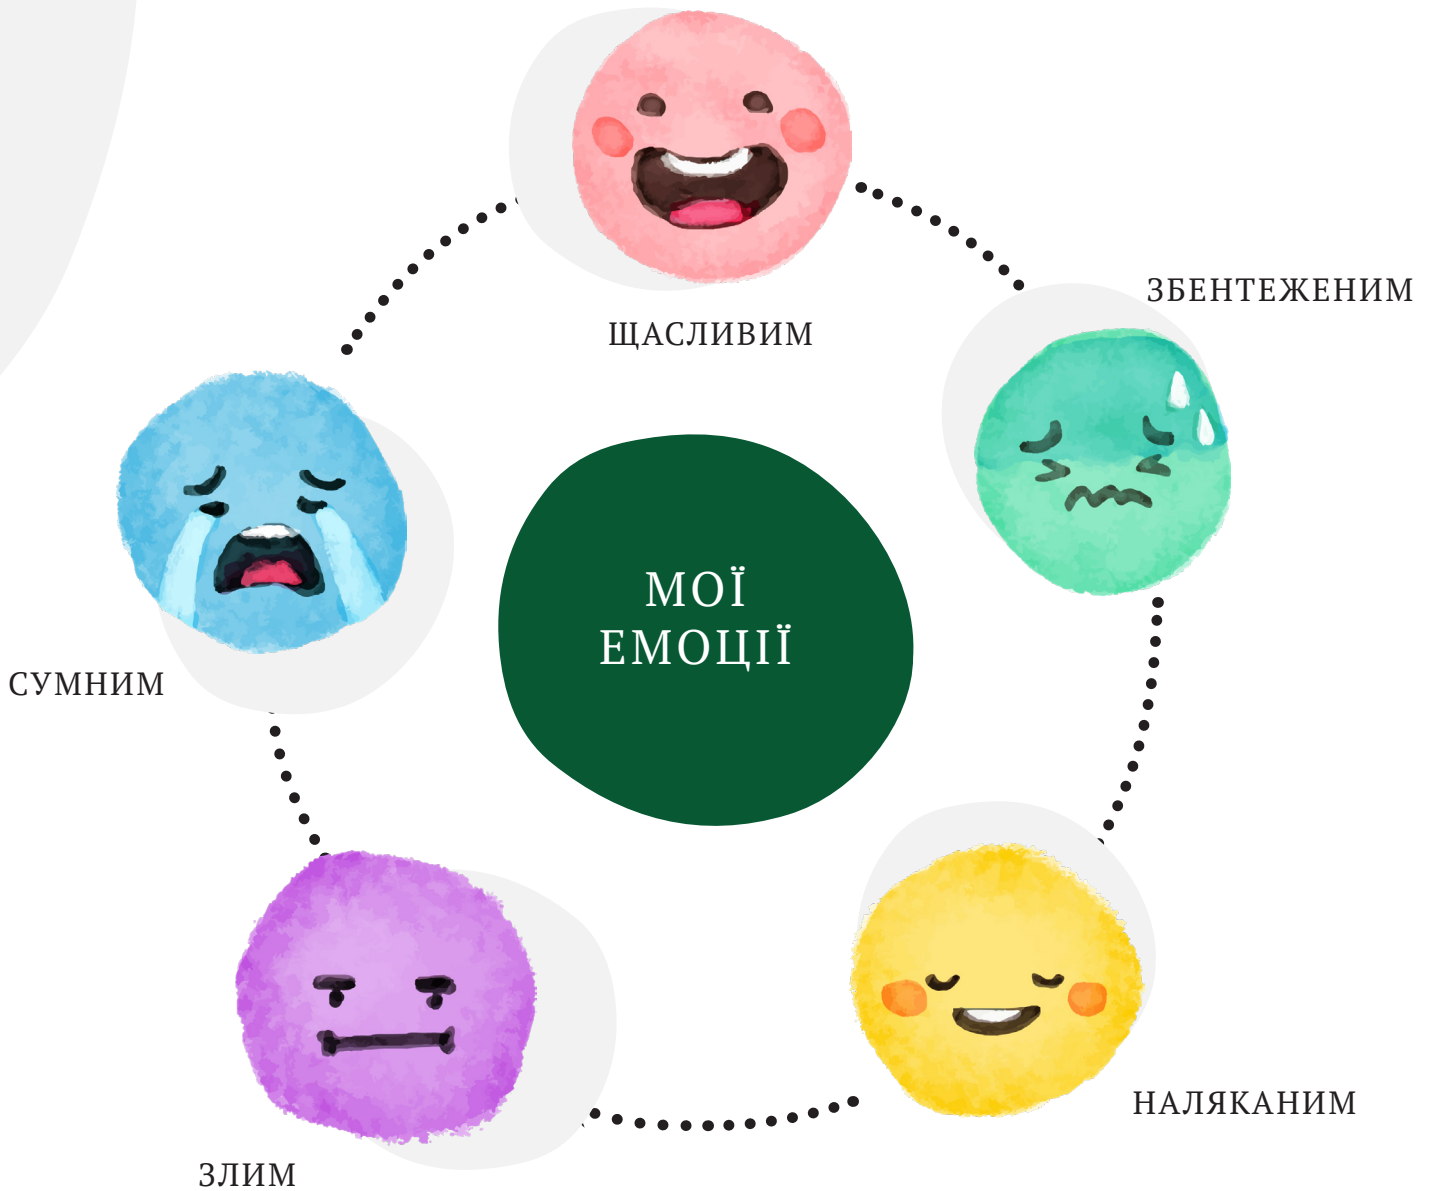 ЩАСЛИВИМ
ЗБЕНТЕЖЕНИМ
МОЇ
ЕМОЦІЇ
СУМНИМ
НАЛЯКАНИМ
ЗЛИМ